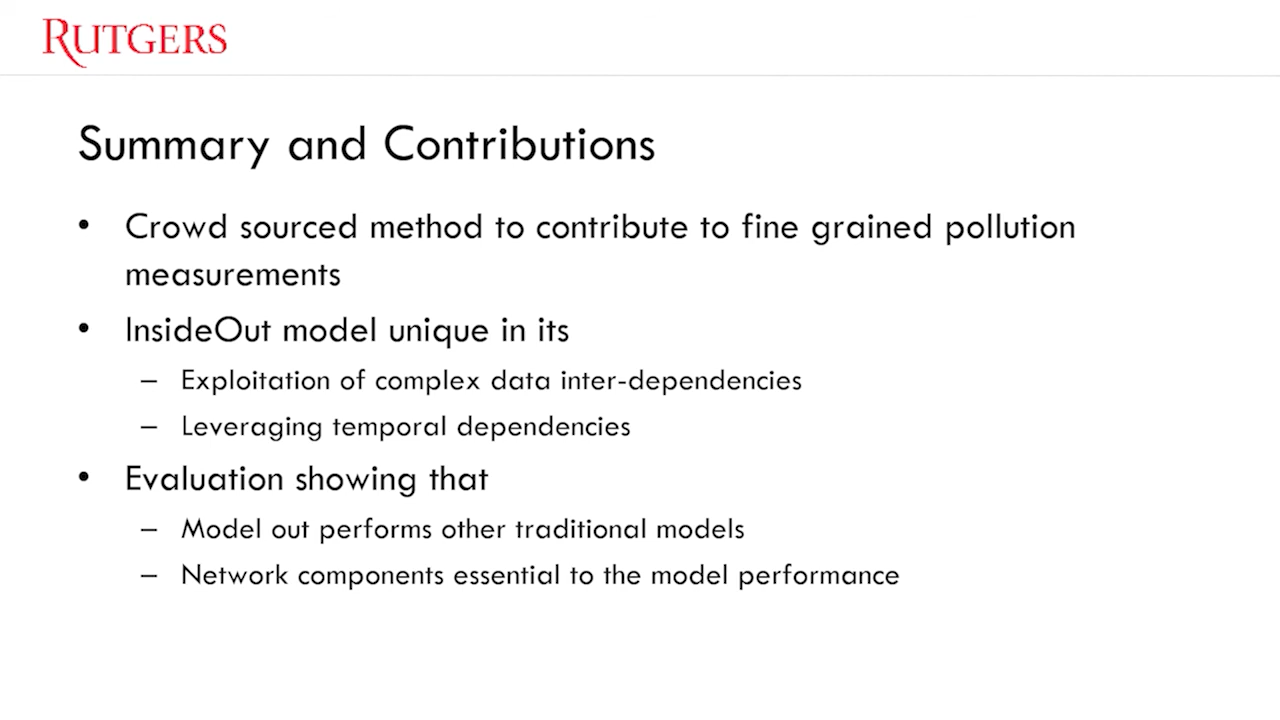 RUTGERS
Summary and Contributions
• Crowd sourced method to contribute to fine grained pollution
measurements
• InsideOut model unique in its
– Exploitation of complex data inter-dependencies
– Leveraging temporal dependencies
• Evaluation showing that
– Model out performs other traditional models
– Network components essential to the model performance